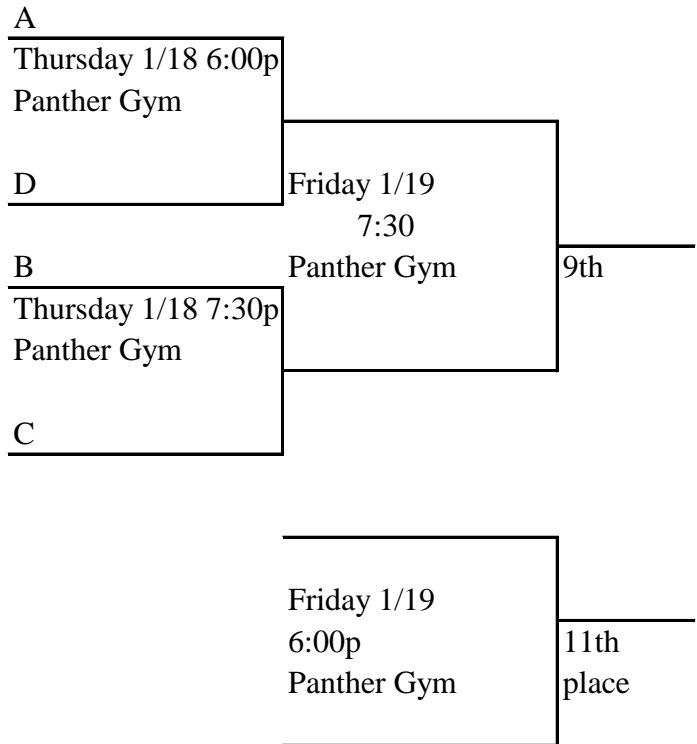 A
Thursday 1/18 6:00p
Panther Gym
D
Friday 1/19
7:30
Panther Gym
9th
B
Thursday 1/18 7:30p
Panther Gym
C
Friday 1/19
6:00p
Panther Gym
11th
place